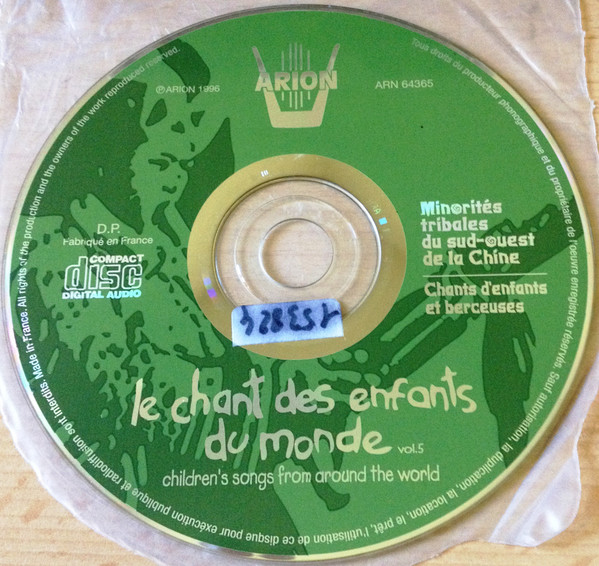 ARION
℗ ARION 1996
ARN 64365
D.P.
Fabriqué en France
COMPACT
disc
DIGITAL AUDIO
Minorités
tribales
du sud-ouest
de la Chine
Chants d'enfants
et berceuses
le chant des enfants
du monde vol.5
children's songs from around the world
Tous droits du producteur phonographique et du propriétaire de l'oeuvre enregistrée réservés. Sauf autorisation, la duplication, la location, le prêt, l'utilisation de ce disque pour exécution publique et radiodiffusion sont interdits. Made in France. All rights of the production and the owners of the work reproduced reserved.